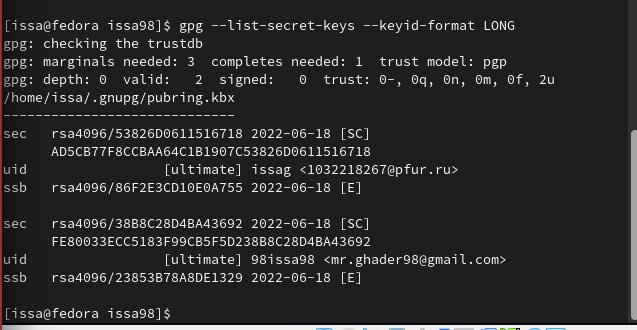 [issa@fedora issa98]$ gpg --list-secret-keys --keyid-format LONG
gpg: checking the trustdb
gpg: marginals needed: 3  completes needed: 1  trust model: pgp
gpg: depth: 0  valid:   2  signed:   0  trust: 0-, 0q, 0n, 0m, 0f, 2u
/home/issa/.gnupg/pubring.kbx
-----------------------------
sec   rsa4096/53826D0611516718 2022-06-18 [SC]
      AD5CB77F8CCBAA64C1B1907C53826D0611516718
uid                 [ultimate] issag <1032218267@pfur.ru>
ssb   rsa4096/86F2E3CD10E0A755 2022-06-18 [E]

sec   rsa4096/38B8C28D4BA43692 2022-06-18 [SC]
      FE80033ECC5183F99CB5F5D238B8C28D4BA43692
uid                 [ultimate] 98issa98 <mr.ghader98@gmail.com>
ssb   rsa4096/23853B78A8DE1329 2022-06-18 [E]

[issa@fedora issa98]$